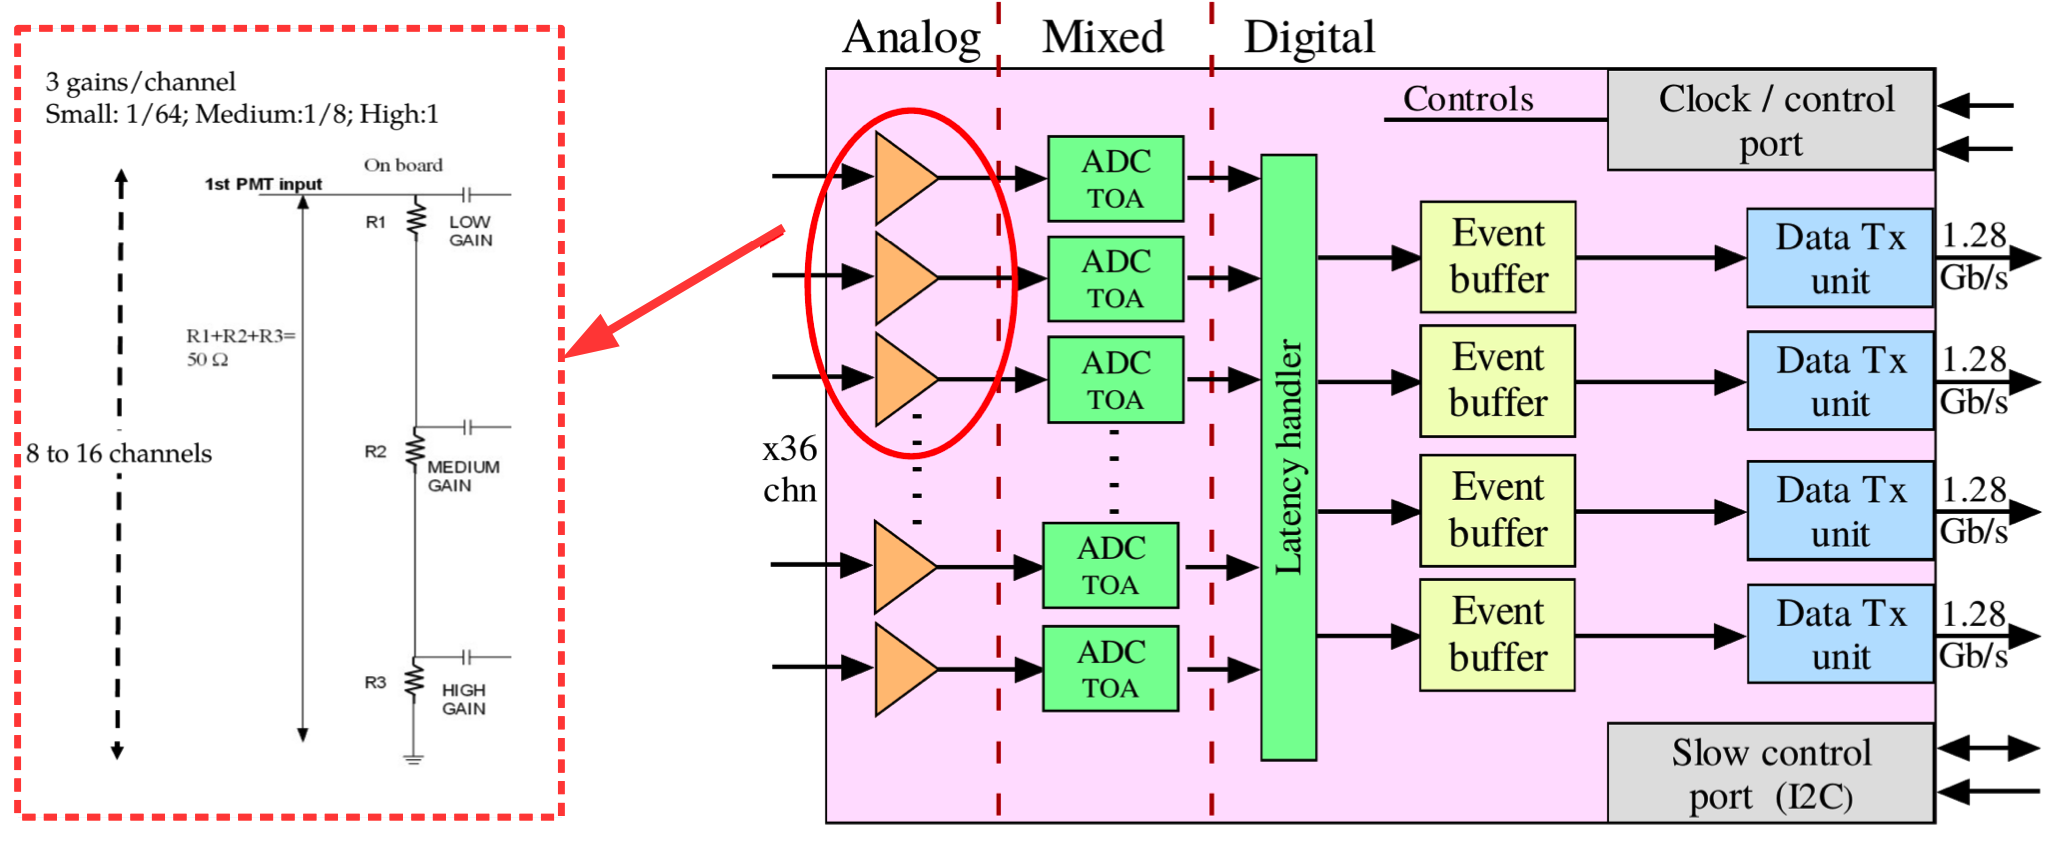 3 gains/channel
Small: 1/64; Medium:1/8; High:1
On board
1st PMT input
R1
LOW
GAIN
R1+R2+R3=
50 Ω
8 to 16 channels
R2
MEDIUM
GAIN
R3
HIGH
GAIN
Analog
Mixed
Digital
Controls
Clock / control
port
ADC
TOA
ADC
TOA
ADC
TOA
x36
chn
ADC
TOA
ADC
TOA
Latency handler
Event
buffer
Data Tx
unit
1.28
Gb/s
Event
buffer
Data Tx
unit
1.28
Gb/s
Event
buffer
Data Tx
unit
1.28
Gb/s
Event
buffer
Data Tx
unit
1.28
Gb/s
Slow control
port (I2C)